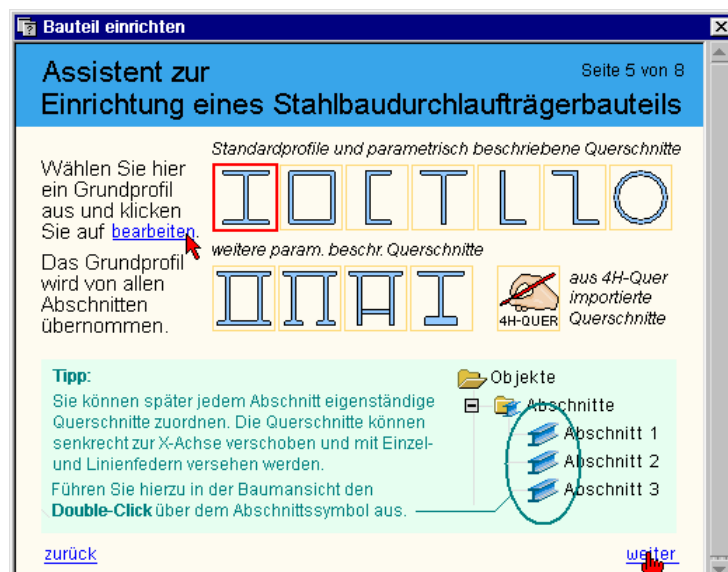 Bauteil einrichten
Assistent zur
Seite 5 von 8
Einrichtung eines Stahlbaudurchlaufträgerbauteils
Standardprofile und parametrisch beschriebene Querschnitte
Wählen Sie hier
ein Grundprofil
aus und klicken
Sie auf bearbeiten.
weitere param. beschr. Querschnitte
Das Grundprofil
wird von allen
Abschnitten
übernommen.
4H-QUER
aus 4H-Quer
importierte
Querschnitte
Tipp:
Sie können später jedem Abschnitt eigenständige
Querschnitte zuordnen. Die Querschnitte können
senkrecht zur X-Achse verschoben und mit Einzel-
und Linienfedern versehen werden.
Führen Sie hierzu in der Baumansicht den
Double-Click über dem Abschnittssymbol aus.
Objekte
Abschnitte
Abschnitt 1
Abschnitt 2
Abschnitt 3
zurück
weiter